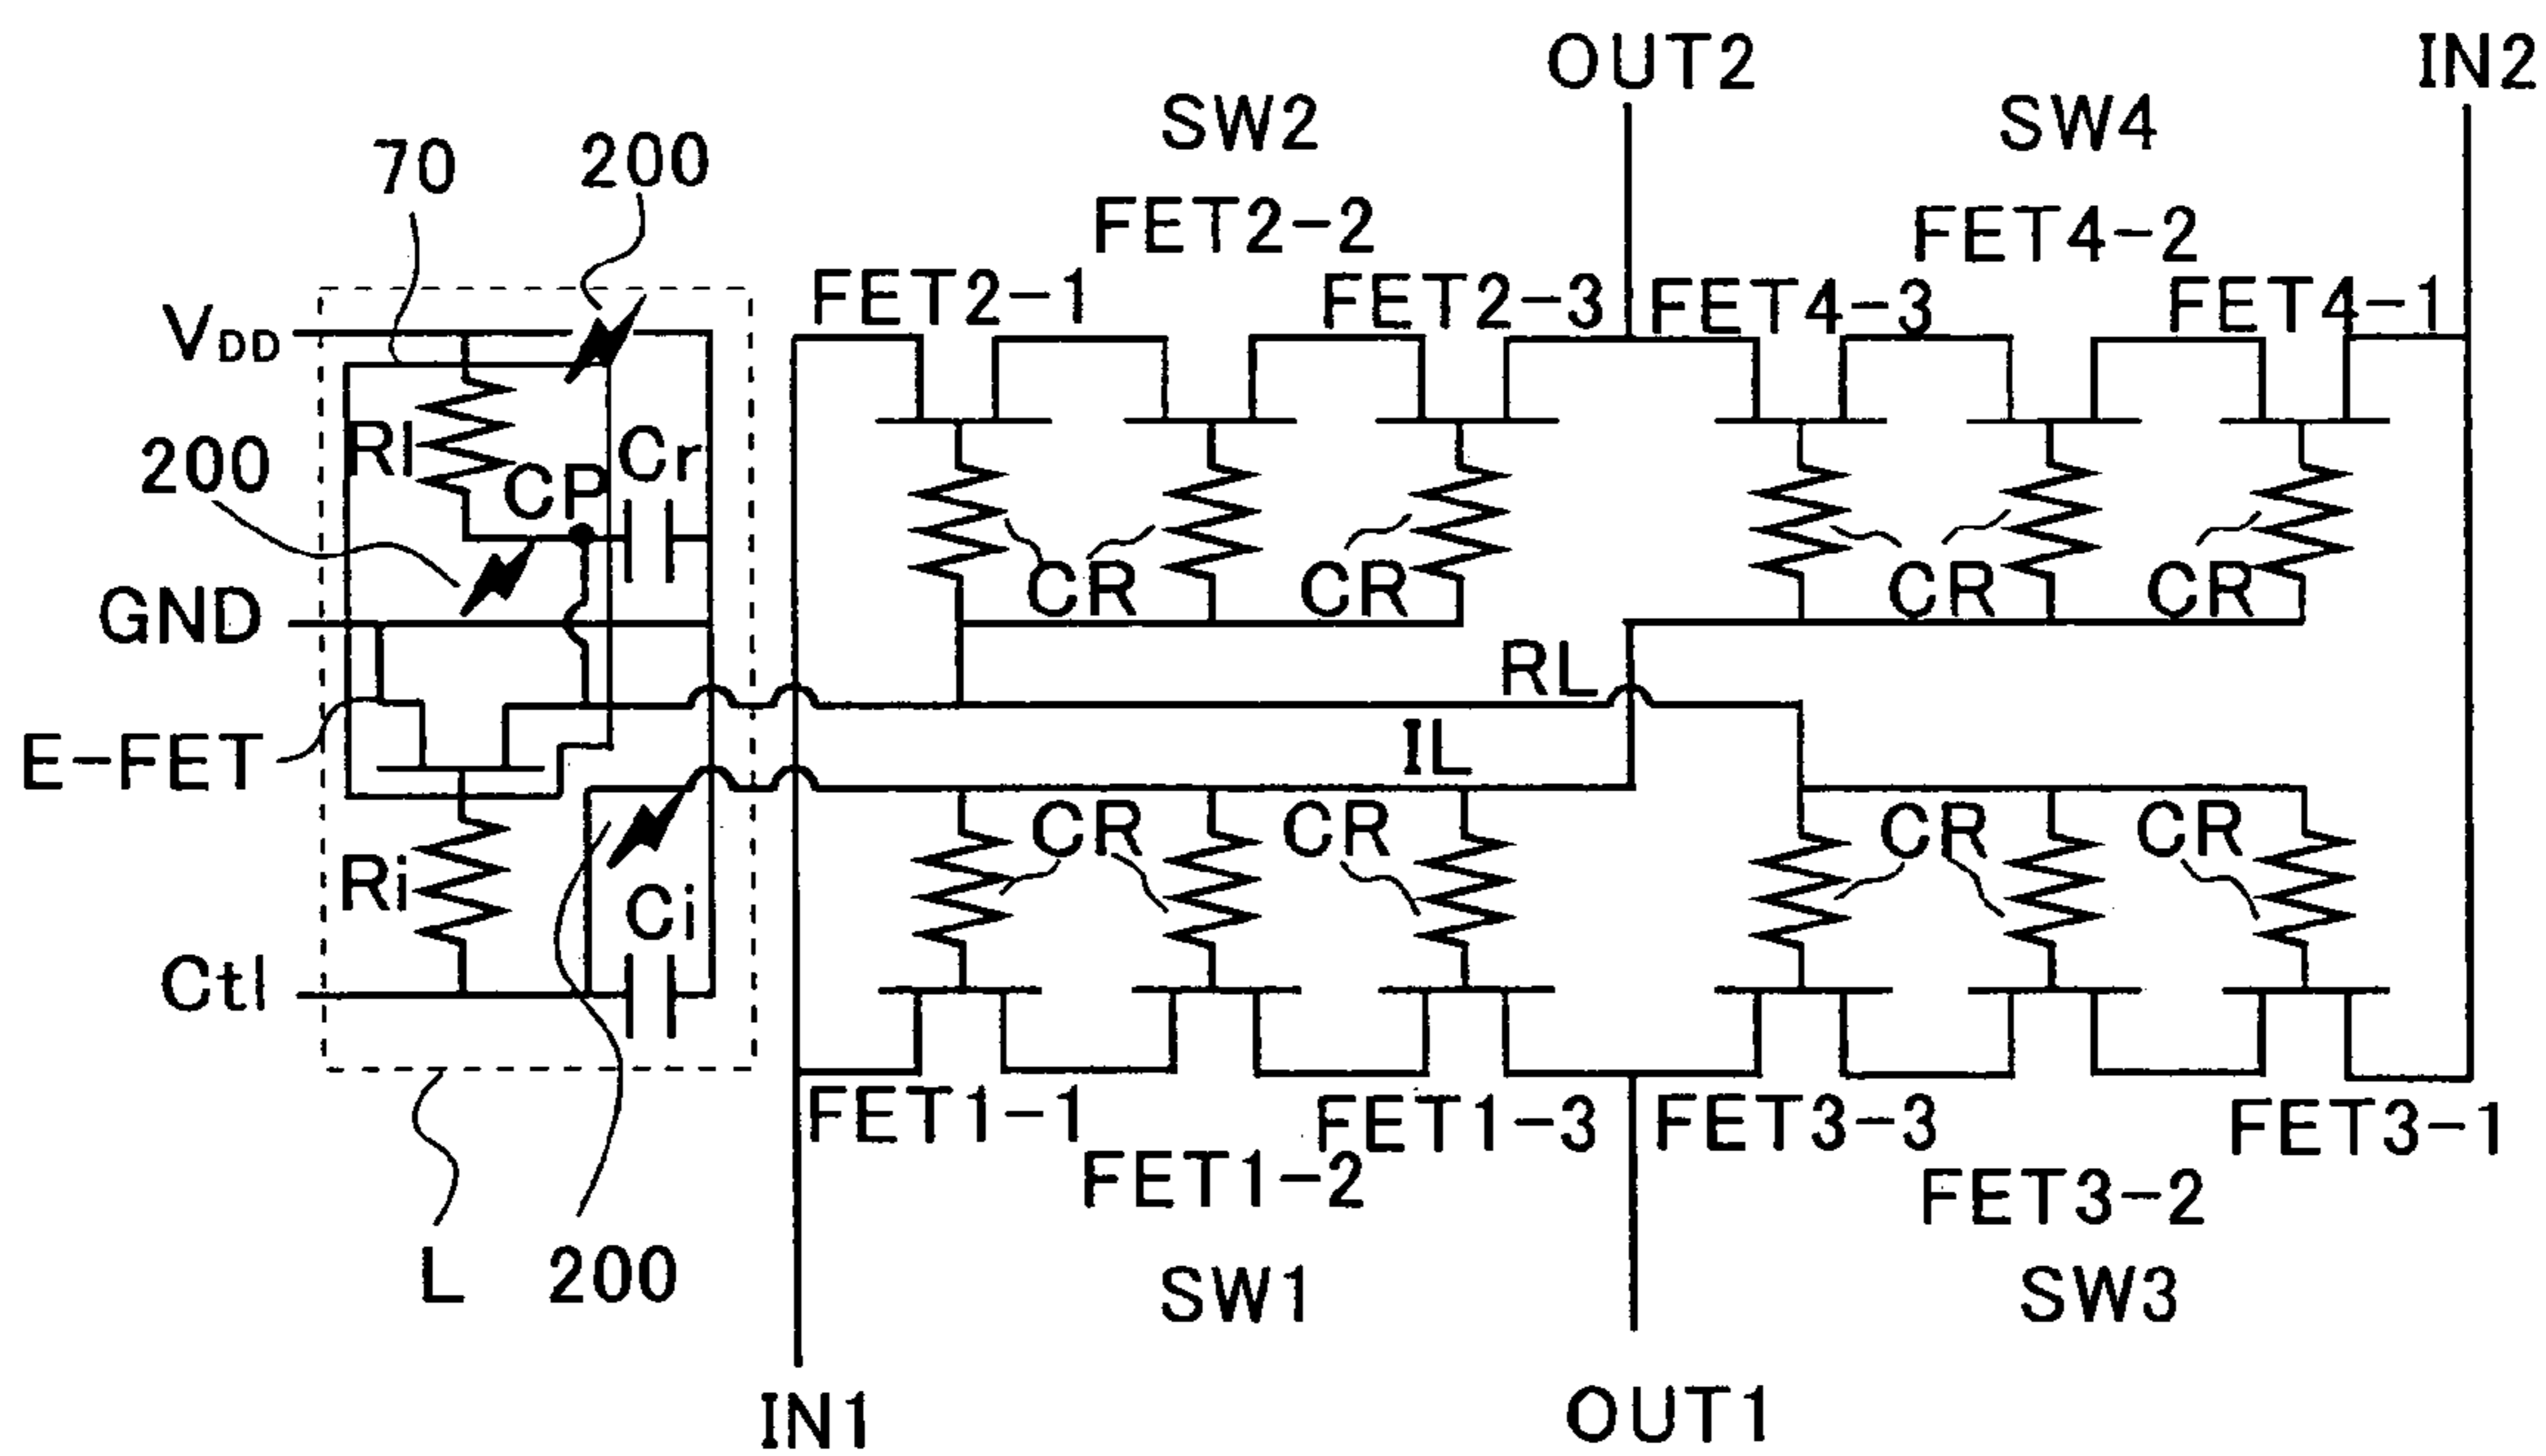 OUT2
IN2
SW2
SW4
70
200
FET2-2
FET4-2
FET2-1
FET2-3
FET4-3
FET4-1
VDD
Rl
Cr
200
CP
CR
CR
CR
CR
GND
RL
E-FET
IL
CR
CR
CR
CR
Ri
Ci
Ctl
FET1-1
FET1-3
FET3-3
FET3-1
FET1-2
FET3-2
L
200
SW1
SW3
IN1
OUT1